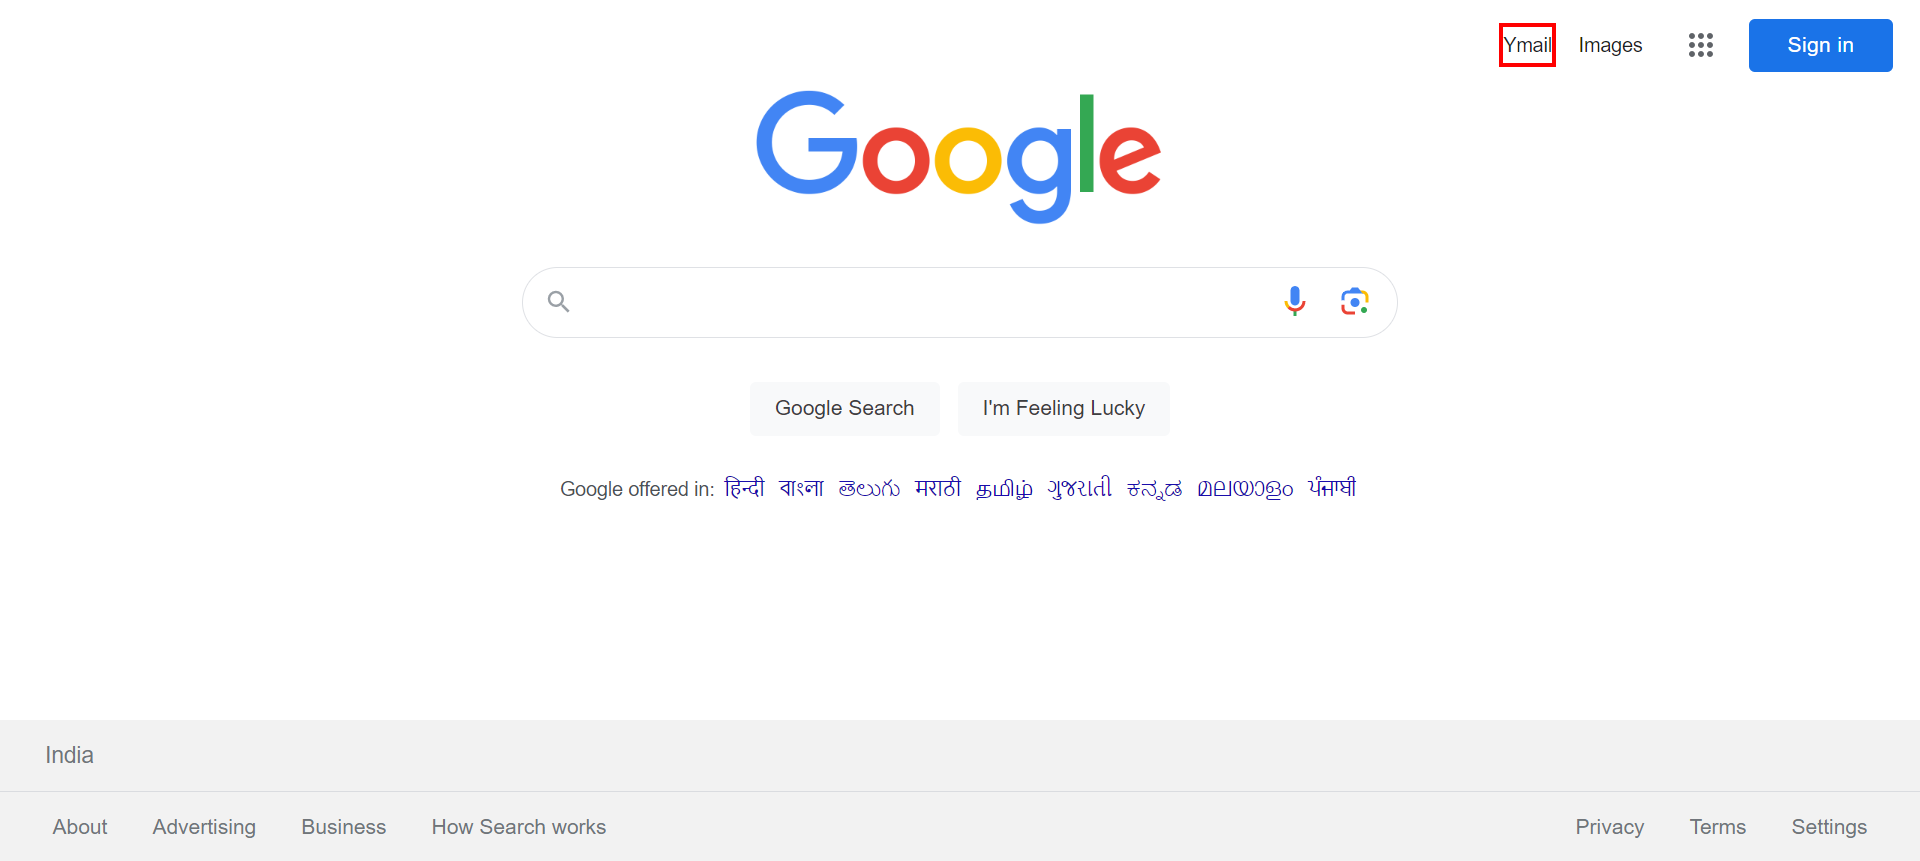 Ymail Images Sign in
Google
Google Search I'm Feeling Lucky
Google offered in: हिन्दी বাংলা తెలుగు मराठी தமிழ் ગુજરાતી ಕನ್ನಡ മലയാളം ਪੰਜਾਬੀ
India
About Advertising Business How Search works Privacy Terms Settings